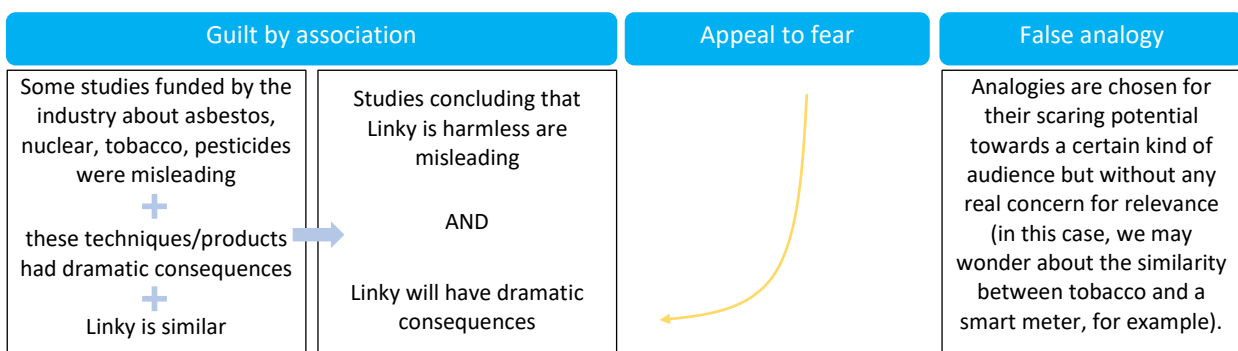 Guilt by association
Appeal to fear
False analogy
Some studies funded by the
industry about asbestos,
nuclear, tobacco, pesticides
were misleading
these techniques/products
had dramatic consequences
Linky is similar
Studies concluding that
Linky is harmless are
misleading
AND
Linky will have dramatic
consequences
Analogies are chosen for
their scaring potential
towards a certain kind of
audience but without any
real concern for relevance
(in this case, we may
wonder about the similarity
between tobacco and a
smart meter, for example).